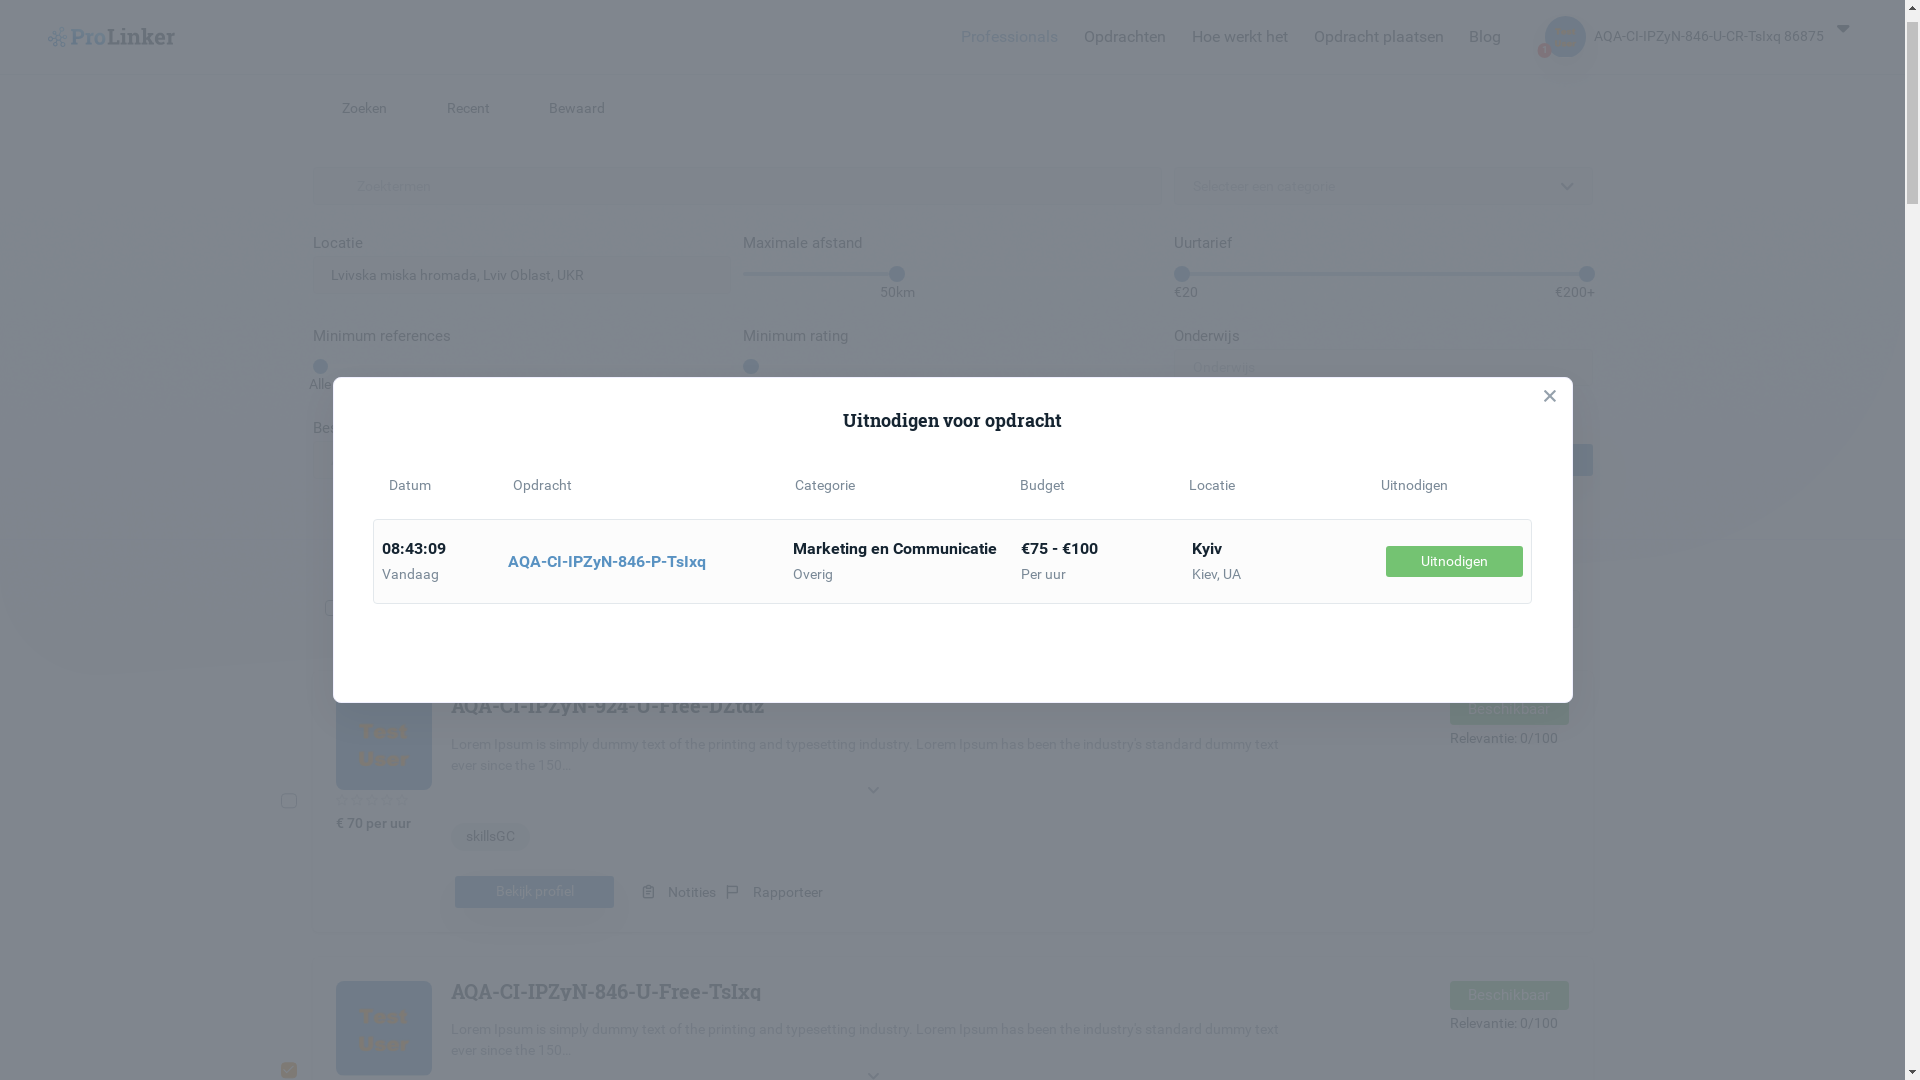 ProLinker
Professionals Opdrachten Hoe werkt het Opdracht plaatsen Blog
1
AQA-CI-IPZyN-846-U-CR-TsIxq 86875
Zoeken Recent Bewaard
Zoektermen Selecteer een categorie
Locatie Maximale afstand Uurtarief
Lvivska miska hromada, Lviv Oblast, UKR
50km €20 €200+
Minimum references Minimum rating Onderwijs
Onderwijs
Alle
Uitnodigen voor opdracht
Datum Opdracht Categorie Budget Locatie Uitnodigen
08:43:09 AQA-CI-IPZyN-846-P-TsIxq Marketing en Communicatie €75 - €100 Kyiv Uitnodigen
Vandaag Overig Per uur Kiev, UA
AQA-CI-IPZyN-924-U-Free-DZtdz
Beschikbaar
Test
User
Lorem Ipsum is simply dummy text of the printing and typesetting industry. Lorem Ipsum has been the industry's standard dummy text
ever since the 150...
Relevantie: 0/100
€ 70 per uur
skillsGC
Bekijk profiel Notities Rapporteer
AQA-CI-IPZyN-846-U-Free-TsIxq
Beschikbaar
Test
User
Lorem Ipsum is simply dummy text of the printing and typesetting industry. Lorem Ipsum has been the industry's standard dummy text
ever since the 150...
Relevantie: 0/100